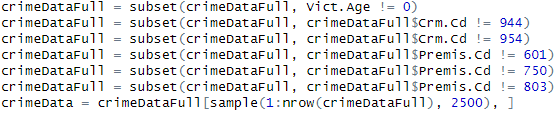 crimeDataFull = subset(crimeDataFull, Vict.Age != 0)
crimeDataFull = subset(crimeDataFull, crimeDataFull$Crm.Cd != 944)
crimeDataFull = subset(crimeDataFull, crimeDataFull$Crm.Cd != 954)
crimeDataFull = subset(crimeDataFull, crimeDataFull$Premis.Cd != 601)
crimeDataFull = subset(crimeDataFull, crimeDataFull$Premis.Cd != 750)
crimeDataFull = subset(crimeDataFull, crimeDataFull$Premis.Cd != 803)
crimeData = crimeDataFull[sample(1:nrow(crimeDataFull), 2500), ]